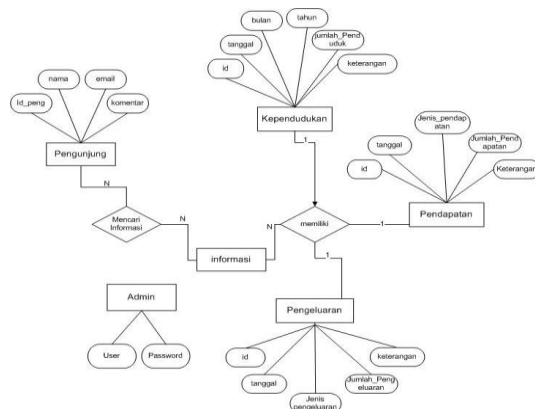 bulan
tahun
tanggal
jumlah_Pend
uduk
id
keterangan
nama
email
Id_peng
komentar
Kependudukan
Pengunjung
1
Jenis_pendap
atan
tanggal
Jumlah_Pend
apatan
id
Keterangan
N
Mencari
Informasi
N
N
memiliki
1
Pendapatan
informasi
1
Admin
Pengeluaran
User
Password
id
keterangan
tanggal
Jumlah_Peng
eluaran
Jenis
pengeluaran